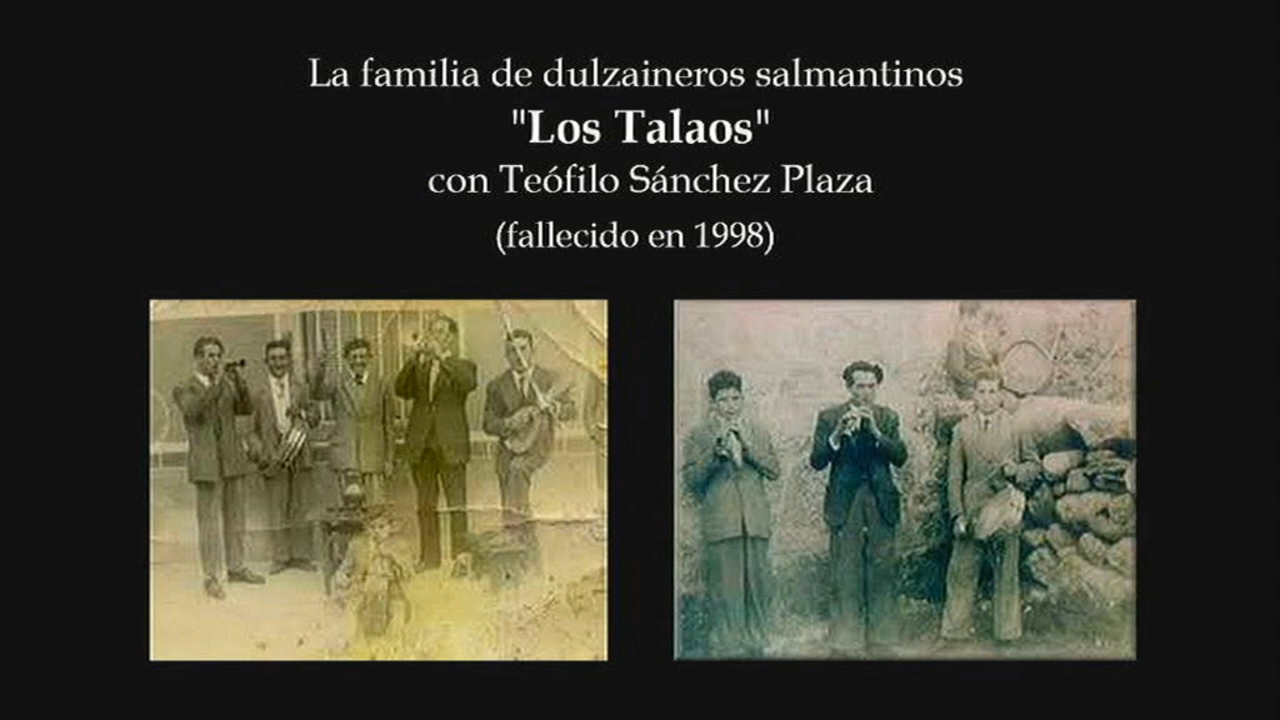 La familia de dulzaineros salmantinos
"Los Talaos"
con Teófilo Sánchez Plaza
(fallecido en 1998)